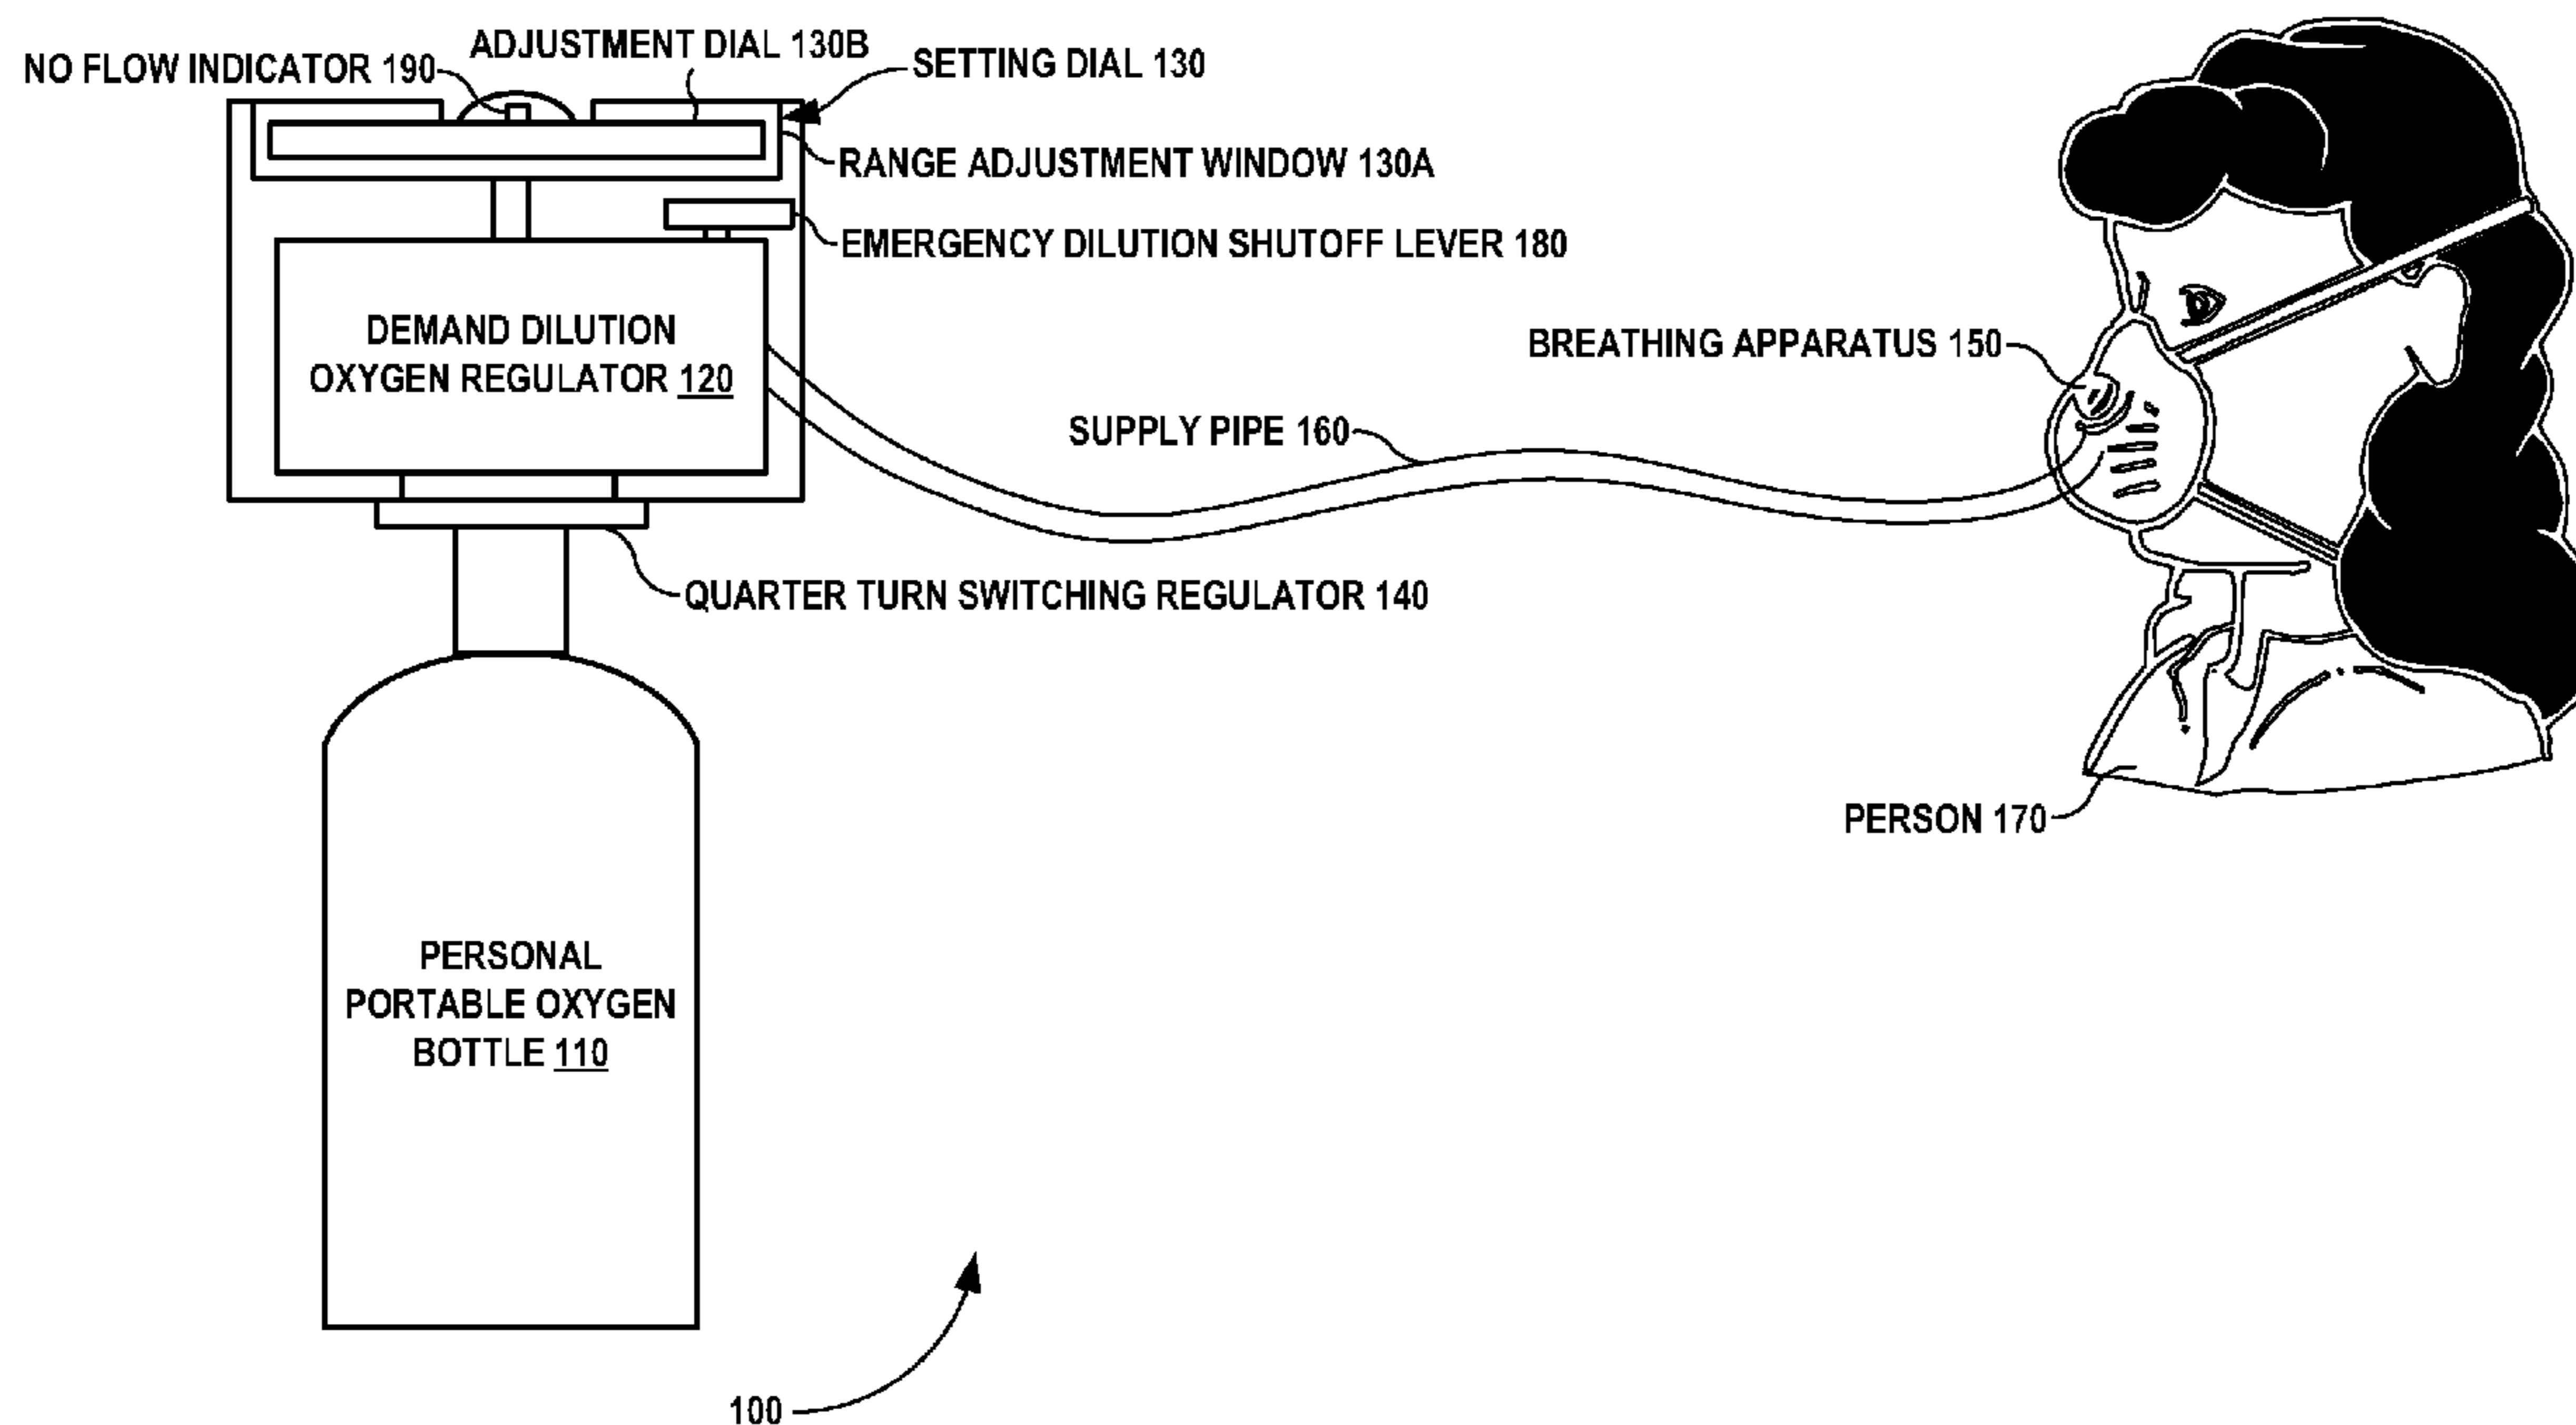 NO FLOW INDICATOR 190
ADJUSTMENT DIAL 130B
SETTING DIAL 130
RANGE ADJUSTMENT WINDOW 130A
EMERGENCY DILUTION SHUTOFF LEVER 180
DEMAND DILUTION
OXYGEN REGULATOR 120
BREATHING APPARATUS 150
SUPPLY PIPE 160
QUARTER TURN SWITCHING REGULATOR 140
PERSON 170
PERSONAL
PORTABLE OXYGEN
BOTTLE 110
100